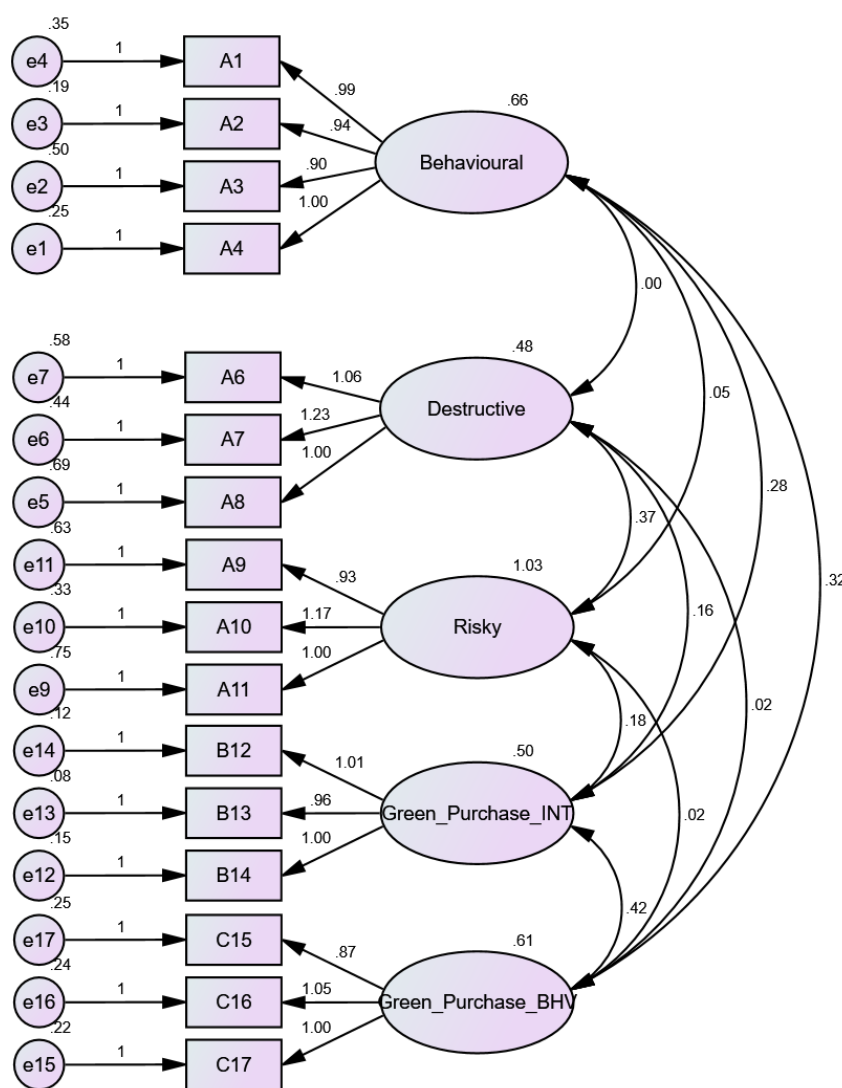 .35
e4 1 A1
.99
.66
.19
e3 1 A2
.94
Behavioural
.50
e2 1 A3
.90
.25
e1 1 A4
1.00
.00
.58
e7 1 A6
1.06
.48
.05
.44
e6 1 A7
1.23
Destructive
.69
e5 1 A8
1.00
.28
.37
.63
e11 1 A9
.93
1.03
.32
.33
e10 1 A10
1.17
Risky
.16
.75
e9 1 A11
1.00
.02
.18
.12
e14 1 B12
1.01
.50
.08
e13 1 B13
.96
Green_Purchase_INT
.02
.15
e12 1 B14
1.00
.42
.25
e17 1 C15
.87
.61
.24
e16 1 C16
1.05
Green_Purchase_BHV
.22
e15 1 C17
1.00